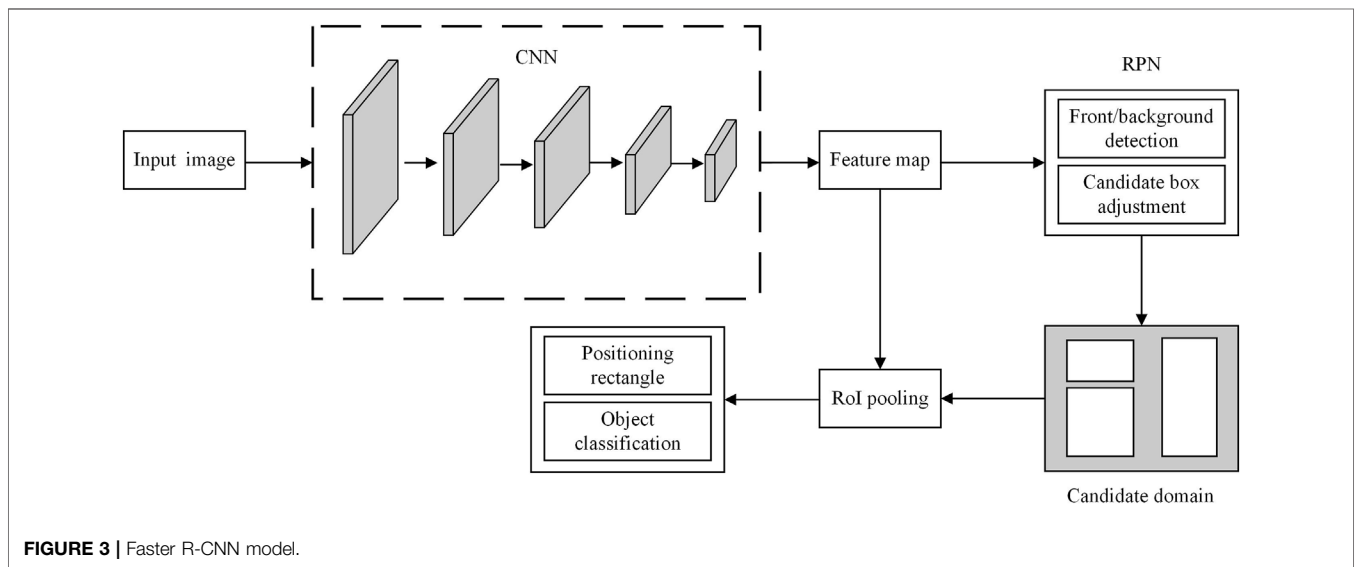 CNN
RPN
Input image
Feature map
Front/background
detection
Candidate box
adjustment
Positioning
rectangle
Object
classification
RoI pooling
Candidate domain
FIGURE 3 | Faster R-CNN model.